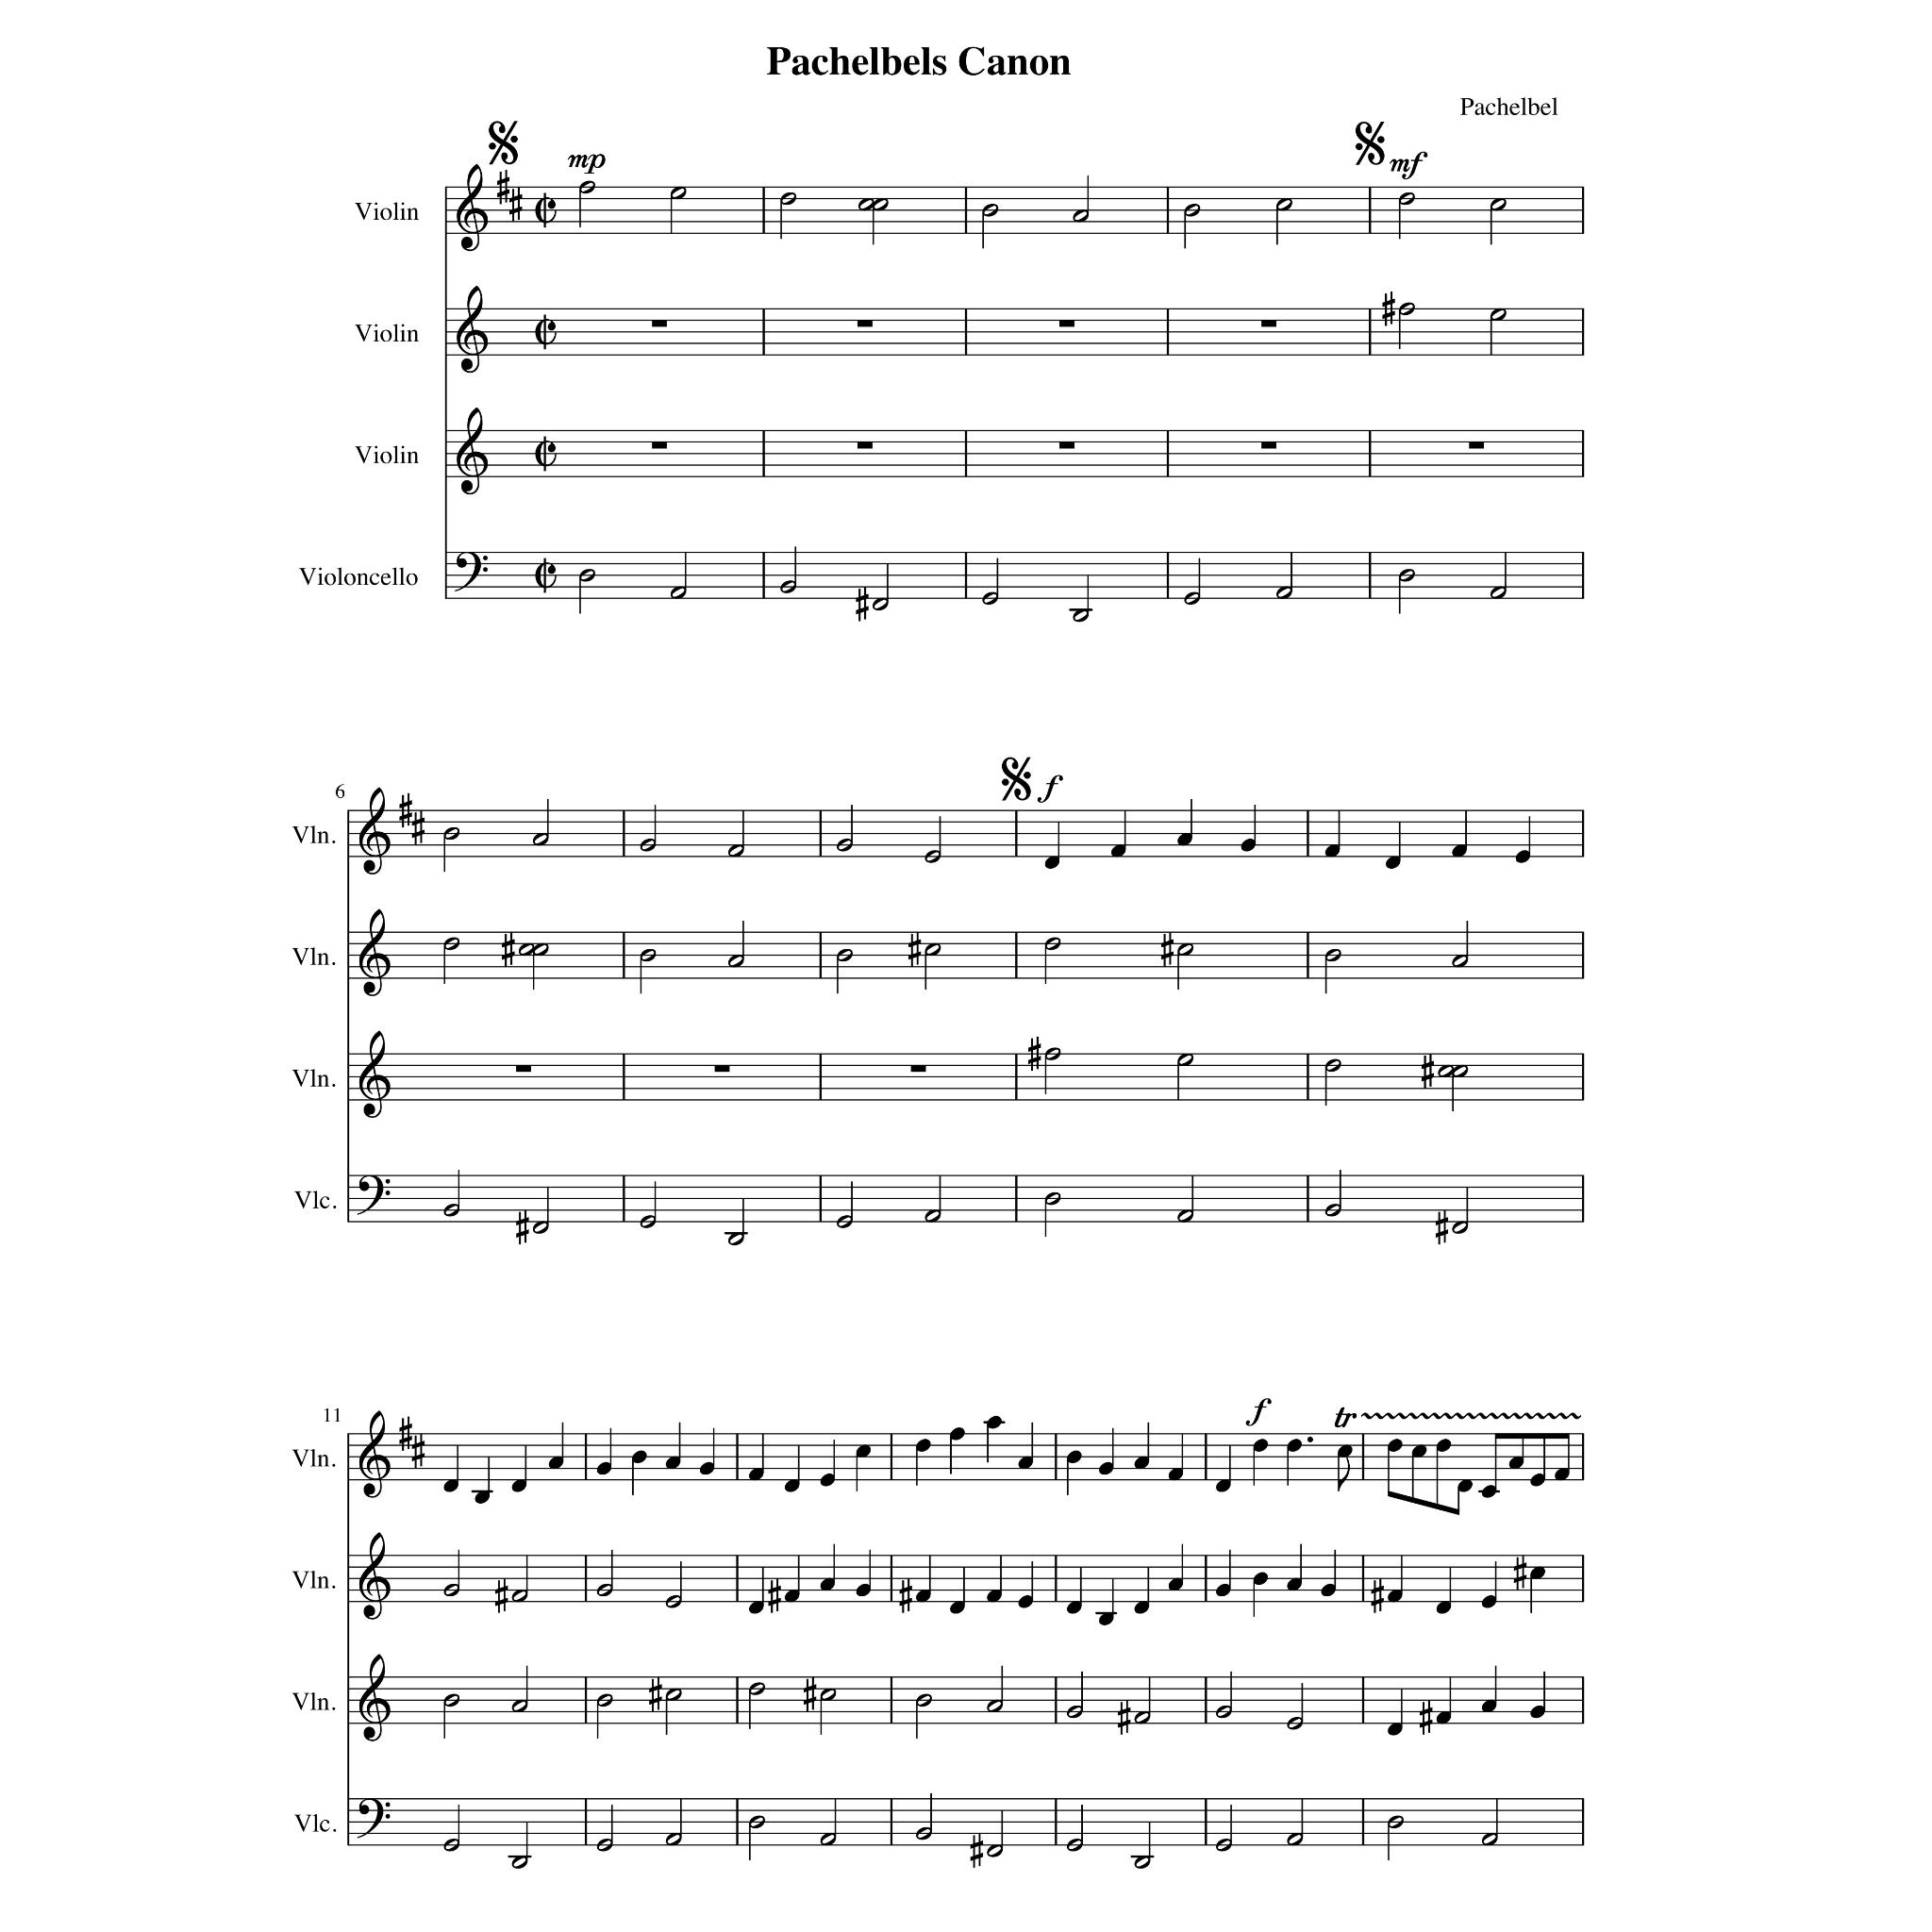 Pachelbels Canon
Pachelbel
mp
mf
Violin
Violin
Violin
Violoncello
6
f
Vln.
Vln.
Vln.
Vlc.
11
f
tr
Vln.
Vln.
Vln.
Vlc.